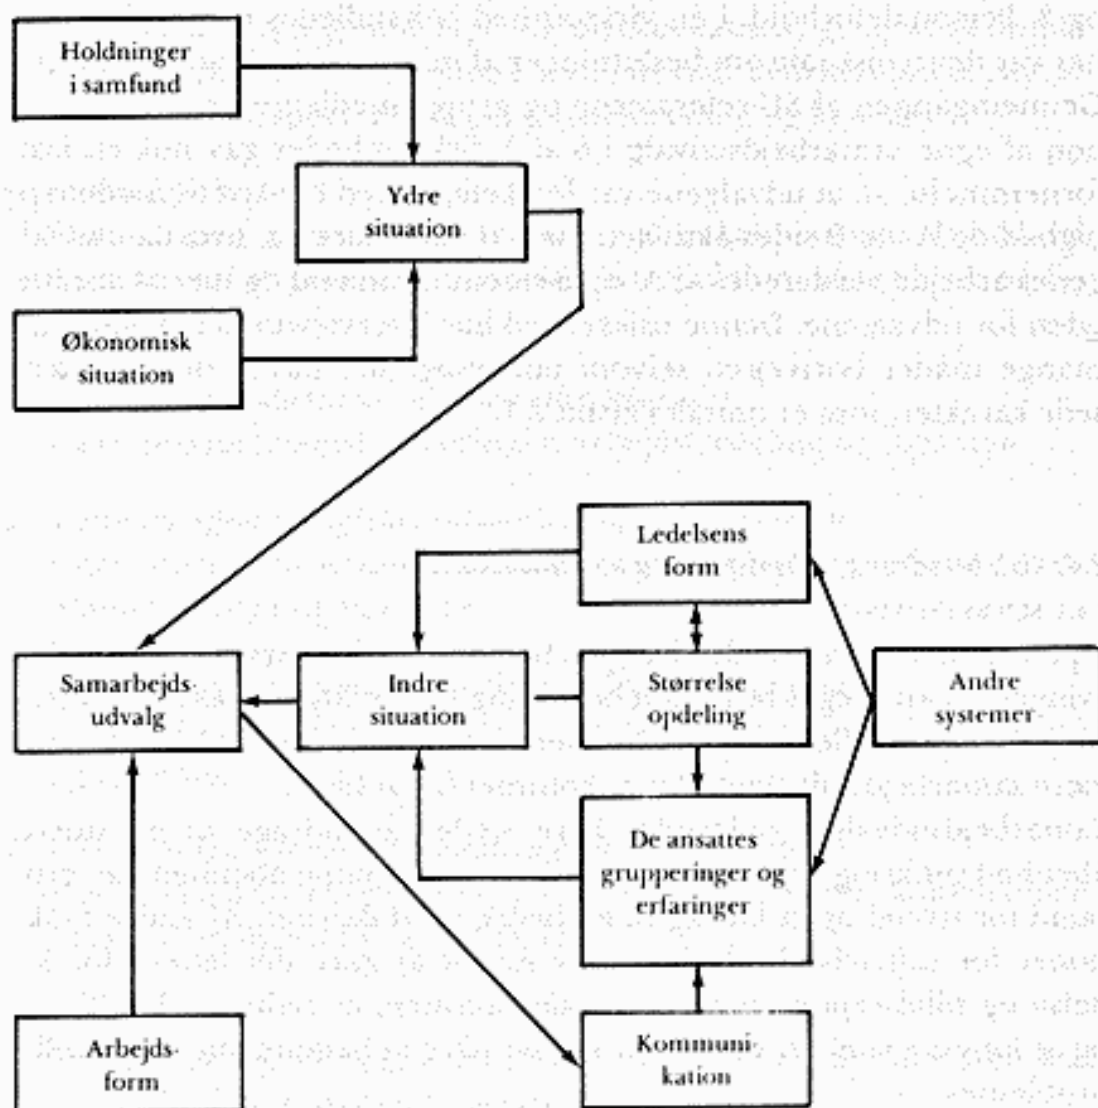 Holdninger
i samfund
Ydre
situation
Økonomisk
situation
Ledelsens
form
Samarbejds-
udvalg
Indre
situation
Størrelse
opdeling
Andre
systemer
De ansattes
grupperinger og
erfaringer
Arbejds-
form
Kommuni-
kation